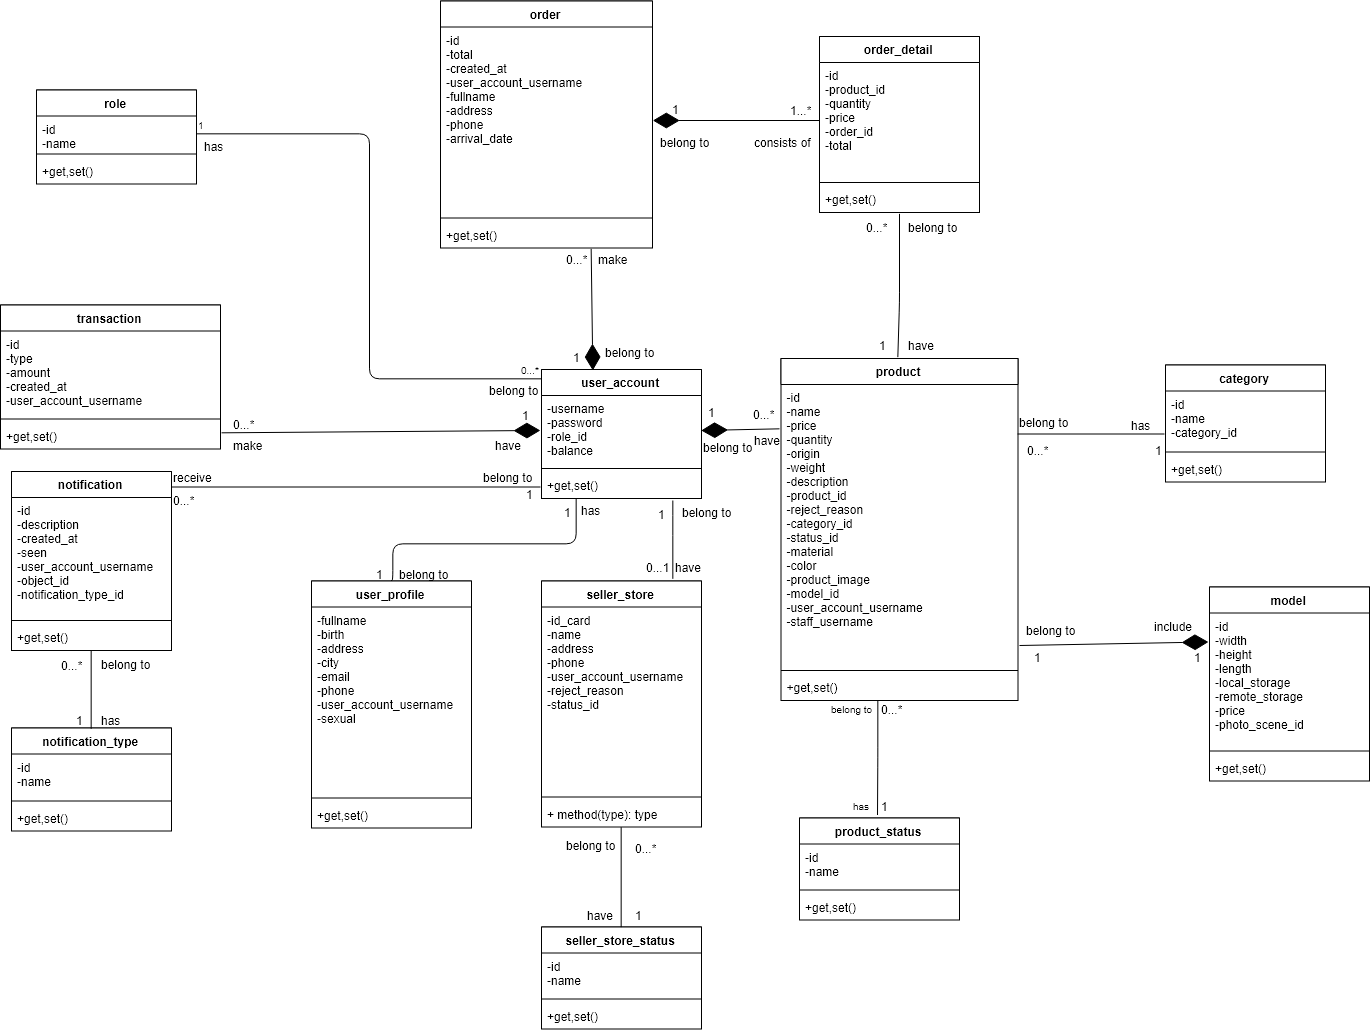 order
-id
-total
-created_at
-user_account_username
-fullname
-address
-phone
-arrival_date
+get,set()
order_detail
-id
-product_id
-quantity
-price
-order_id
-total
+get,set()
1
1...*
belong to
consists of
role
-id
-name
+get,set()
1
has
0...*
belong to
0...*
make
1
belong to
0...*
belong to
1
have
transaction
-id
-type
-amount
-created_at
-user_account_username
+get,set()
0...*
make
1
have
user_account
-username
-password
-role_id
-balance
+get,set()
1
0...*
belong to
have
product
-id
-name
-price
-quantity
-origin
-weight
-description
-product_id
-reject_reason
-category_id
-status_id
-material
-color
-product_image
-model_id
-user_account_username
-staff_username
+get,set()
belong to
has
0...*
1
category
-id
-name
-category_id
+get,set()
notification
-id
-description
-created_at
-seen
-user_account_username
-object_id
-notification_type_id
+get,set()
receive
0...*
belong to
1
1
has
1
belong to
1
belong to
0...1
have
user_profile
-fullname
-birth
-address
-city
-email
-phone
-user_account_username
-sexual
+get,set()
seller_store
-id_card
-name
-address
-phone
-user_account_username
-reject_reason
-status_id
+ method(type): type
belong to
include
1
1
model
-id
-width
-height
-length
-local_storage
-remote_storage
-price
-photo_scene_id
+get,set()
0...*
belong to
1
has
notification_type
-id
-name
+get,set()
belong to
0...*
has
1
product_status
-id
-name
+get,set()
belong to
0...*
have
1
seller_store_status
-id
-name
+get,set()